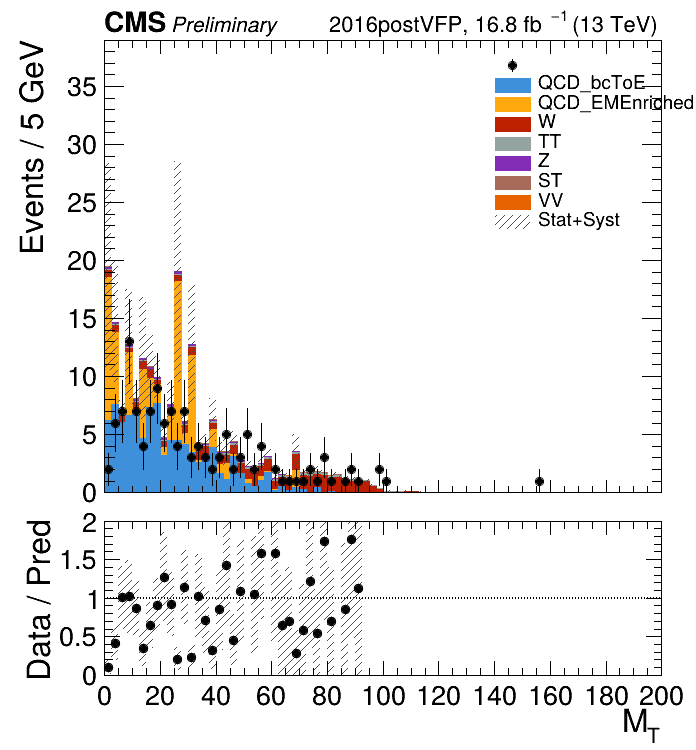 CMS Preliminary 2016postVFP, 16.8 fb ⁻¹ (13 TeV)
Events / 5 GeV
35
30
25
20
15
10
5
0
QCD_bcToE
QCD_EMEnriched
W
TT
Z
ST
VV
Stat+Syst
Data / Pred
2
1.5
1
0.5
0
0 20 40 60 80 100 120 140 160 180 200
M_T